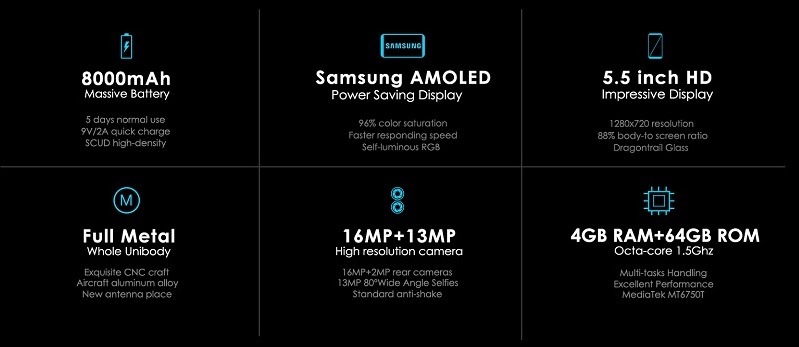 8000mAh
Massive Battery
5 days normal use
9V/2A quick charge
SCUD high-density
SAMSUNG
Samsung AMOLED
Power Saving Display
96% color saturation
Faster responding speed
Self-luminous RGB
5.5 inch HD
Impressive Display
1280x720 resolution
88% body-to screen ratio
Dragontrail Glass
M
Full Metal
Whole Unibody
Exquisite CNC craft
Aircraft aluminum alloy
New antenna place
16MP+13MP
High resolution camera
16MP+2MP rear cameras
13MP 80°Wide Angle Selfies
Standard anti-shake
4GB RAM+64GB ROM
Octa-core 1.5Ghz
Multi-tasks Handling
Excellent Performance
MediaTek MT6750T